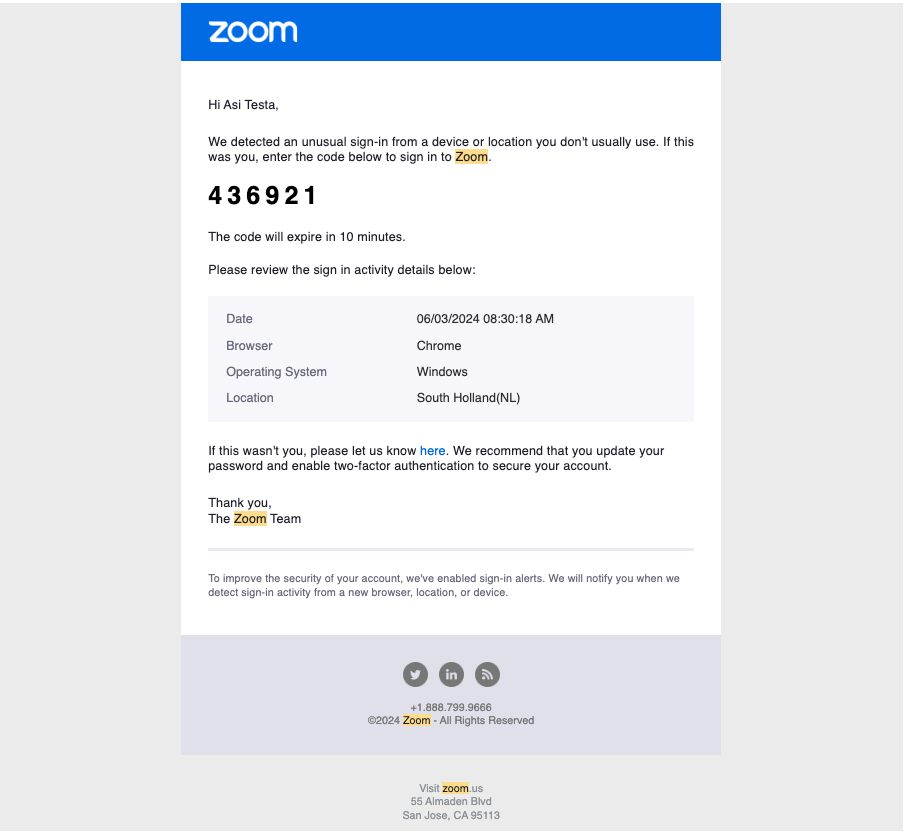 zoom
Hi Asi Testa,
We detected an unusual sign-in from a device or location you don't usually use. If this
was you, enter the code below to sign in to Zoom.
436921
The code will expire in 10 minutes.
Please review the sign in activity details below:
Date 06/03/2024 08:30:18 AM
Browser Chrome
Operating System Windows
Location South Holland(NL)
If this wasn't you, please let us know here. We recommend that you update your
password and enable two-factor authentication to secure your account.
Thank you,
The Zoom Team
To improve the security of your account, we've enabled sign-in alerts. We will notify you when we
detect sign-in activity from a new browser, location, or device.
in
+1.888.799.9666
©2024 Zoom - All Rights Reserved
Visit zoom.us
55 Almaden Blvd
San Jose, CA 95113